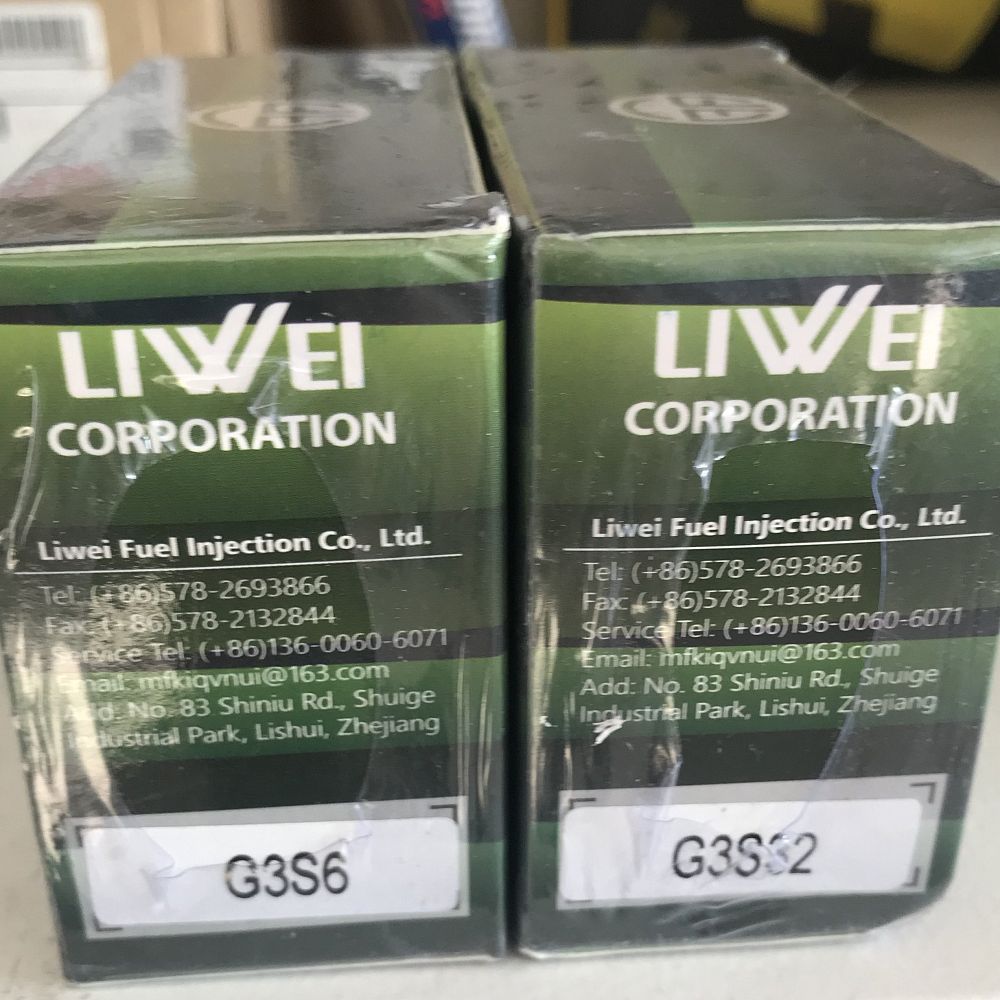 LIWEI
CORPORATION
Liwei Fuel Injection Co., Ltd.
Tel: (+86)578-2693866
Fax: (+86)578-2132844
Service Tel: (+86)136-0060-6071
Email: mfkiqvnui@163.com
Add: No. 83 Shiniu Rd., Shuige
Industrial Park, Lishui, Zhejiang
G3S6
LIWEI
CORPORATION
Liwei Fuel Injection Co., Ltd.
Tel: (+86)578-2693866
Fax: (+86)578-2132844
Service Tel: (+86)136-0060-6071
Email: mfkiqvnui@163.com
Add: No. 83 Shiniu Rd., Shuige
Industrial Park, Lishui, Zhejiang
G3S32